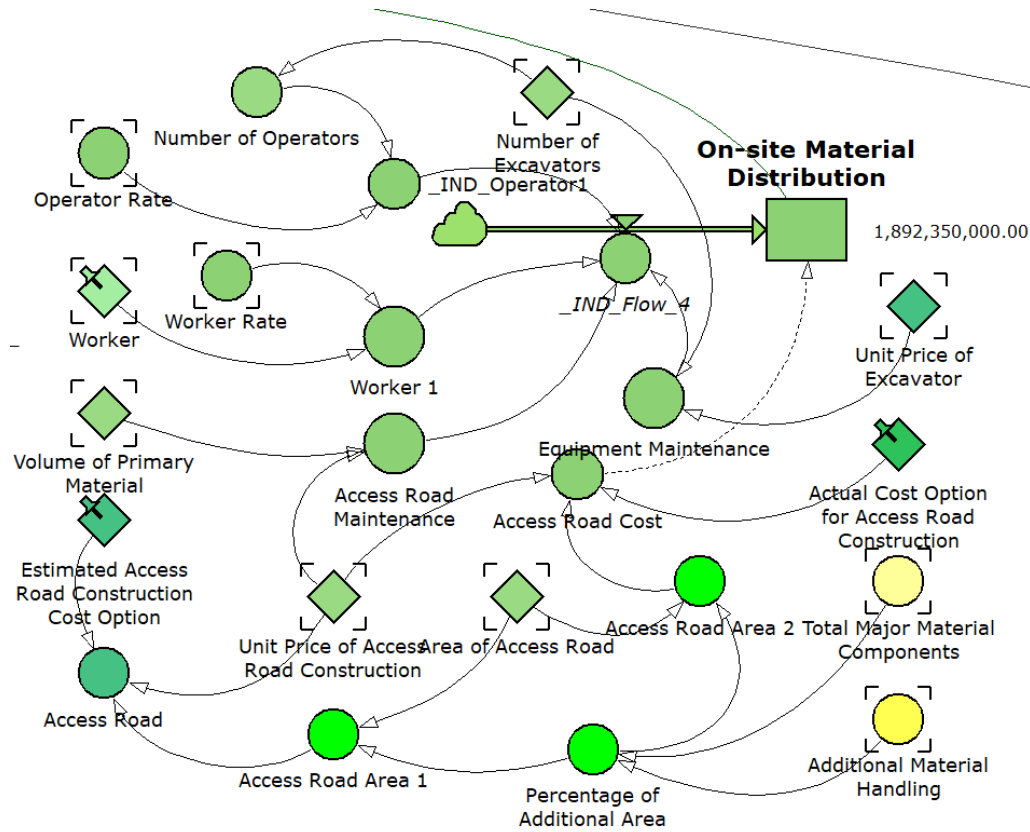 Number of Operators
Number of
Excavators
On-site Material
Distribution
Operator Rate
_IND_Operator1
1,892,350,000.00
Worker Rate
_IND_Flow_4
Worker
Unit Price of
Excavator
Worker 1
Equipment Maintenance
Volume of Primary
Material
Access Road
Maintenance
Access Road Cost
Actual Cost Option
for Access Road
Construction
Estimated Access
Road Construction
Cost Option
Unit Price of Access
Road Construction
Area of Access Road
Access Road Area 2
Total Major Material
Components
Access Road
Access Road Area 1
Percentage of
Additional Area
Additional Material
Handling